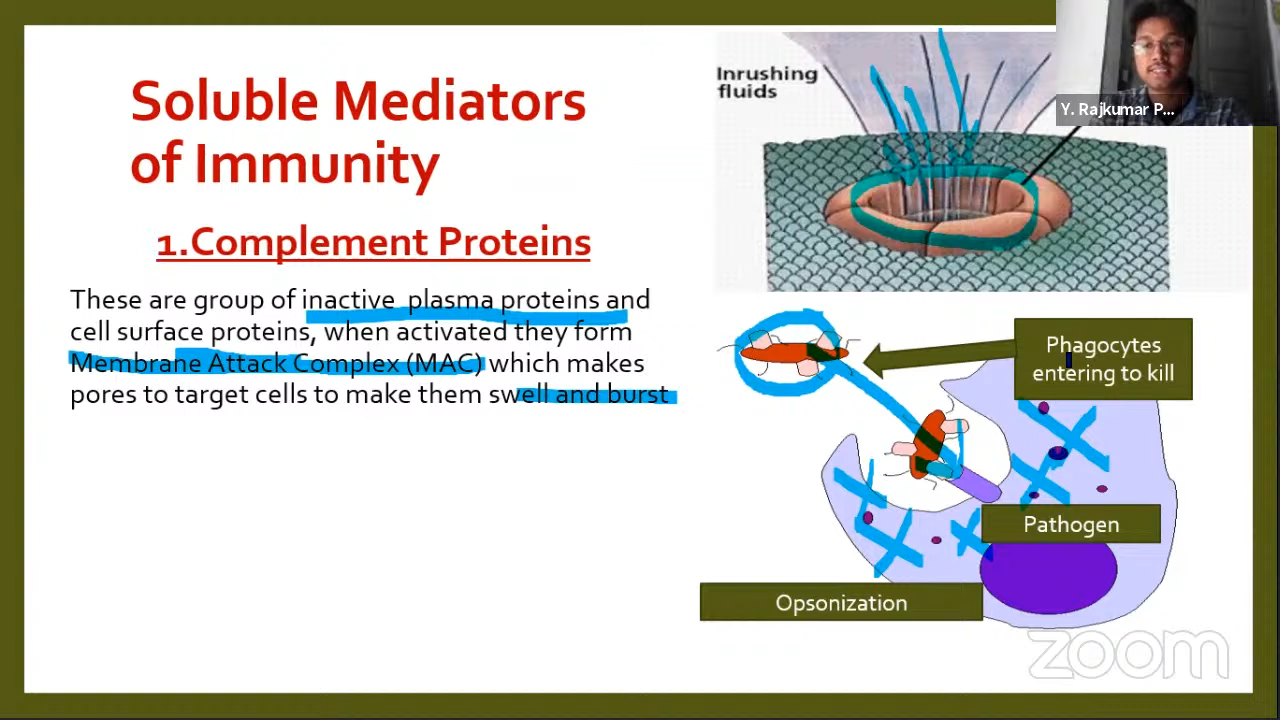 Soluble Mediators
of Immunity
1.Complement Proteins
These are group of inactive plasma proteins and
cell surface proteins, when activated they form
Membrane Attack Complex (MAC) which makes
pores to target cells to make them swell and burst
Inrushing
fluids
Y. Rajkumar P...
Phagocytes
entering to kill
Pathogen
Opsonization
zoom